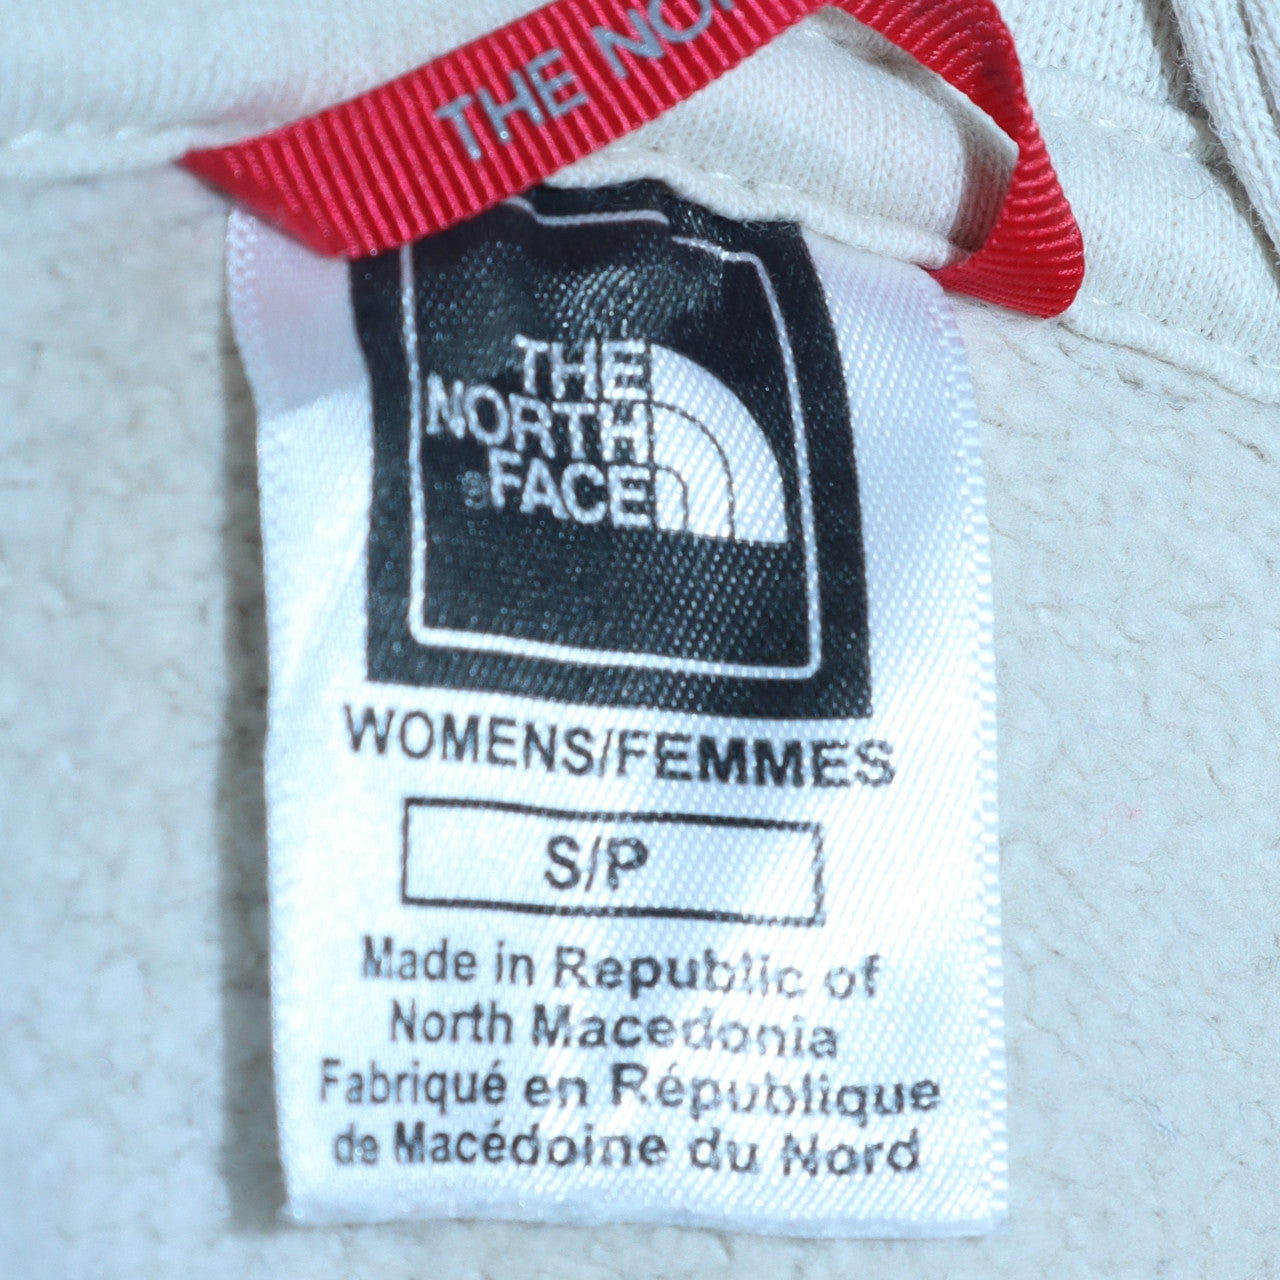 THE NO
THE
NORTH
FACE
WOMENS/FEMMES
S/P
Made in Republic of
North Macedonia
Fabriqué en République
de Macédoine du Nord